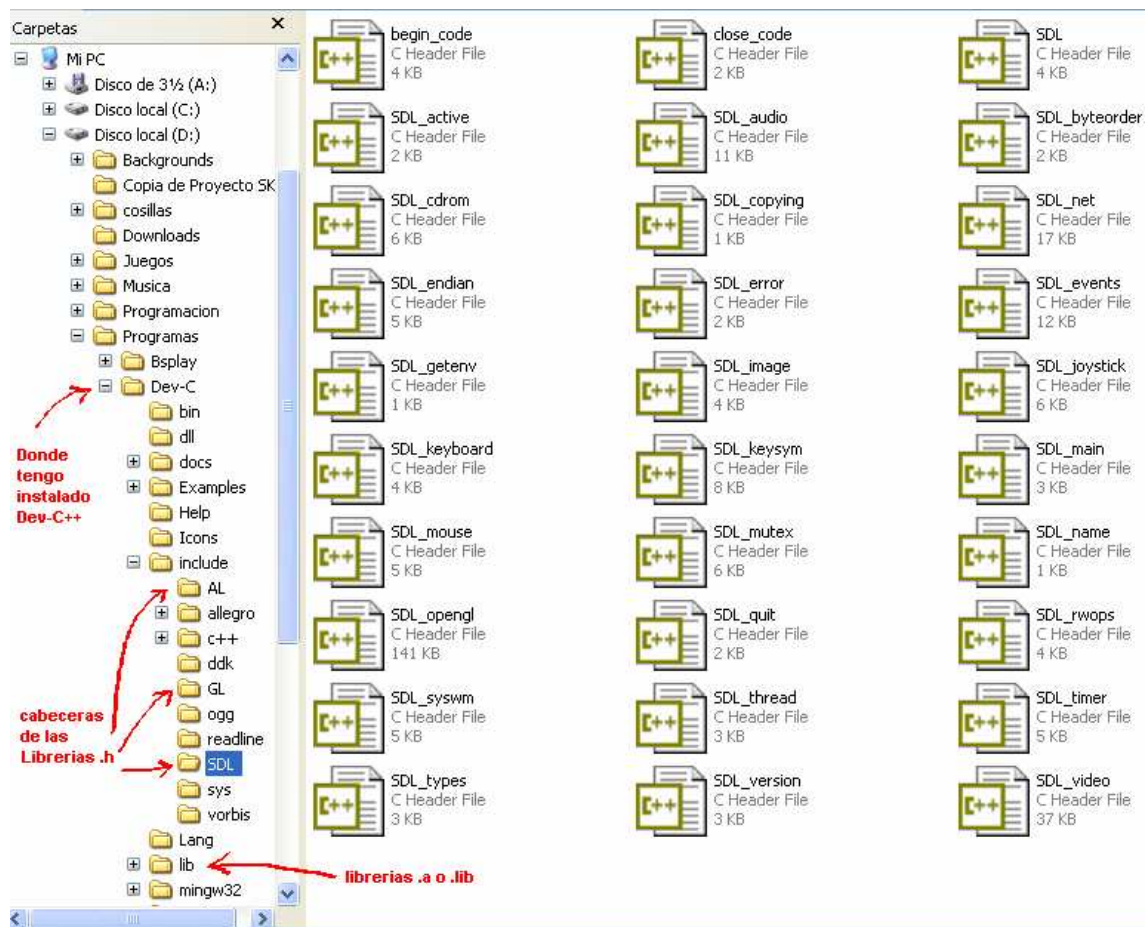 Carpetas
Mi PC
Disco de 3½ (A:)
Disco local (C:)
Disco local (D:)
Backgrounds
Copia de Proyecto SK
cosillas
Downloads
Juegos
Musica
Programacion
Programas
Bsplay
Dev-C
bin
dll
docs
Examples
Help
Icons
include
AL
allegro
c++
ddk
GL
ogg
readline
SDL
sys
vorbis
Lang
lib
mingw32
Donde
tengo
instalado
Dev-C++
cabeceras
de las
Librerias .h
librerias .a o .lib
begin_code
C Header File
4 KB
close_code
C Header File
2 KB
SDL
C Header File
4 KB
SDL_active
C Header File
2 KB
SDL_audio
C Header File
11 KB
SDL_byteorder
C Header File
2 KB
SDL_cdrom
C Header File
6 KB
SDL_copying
C Header File
1 KB
SDL_net
C Header File
17 KB
SDL_endian
C Header File
5 KB
SDL_error
C Header File
2 KB
SDL_events
C Header File
12 KB
SDL_getenv
C Header File
1 KB
SDL_image
C Header File
4 KB
SDL_joystick
C Header File
6 KB
SDL_keyboard
C Header File
4 KB
SDL_keysym
C Header File
8 KB
SDL_main
C Header File
3 KB
SDL_mouse
C Header File
5 KB
SDL_mutex
C Header File
6 KB
SDL_name
C Header File
1 KB
SDL_opengl
C Header File
141 KB
SDL_quit
C Header File
2 KB
SDL_rwops
C Header File
4 KB
SDL_syswm
C Header File
5 KB
SDL_thread
C Header File
3 KB
SDL_timer
C Header File
5 KB
SDL_types
C Header File
3 KB
SDL_version
C Header File
3 KB
SDL_video
C Header File
37 KB